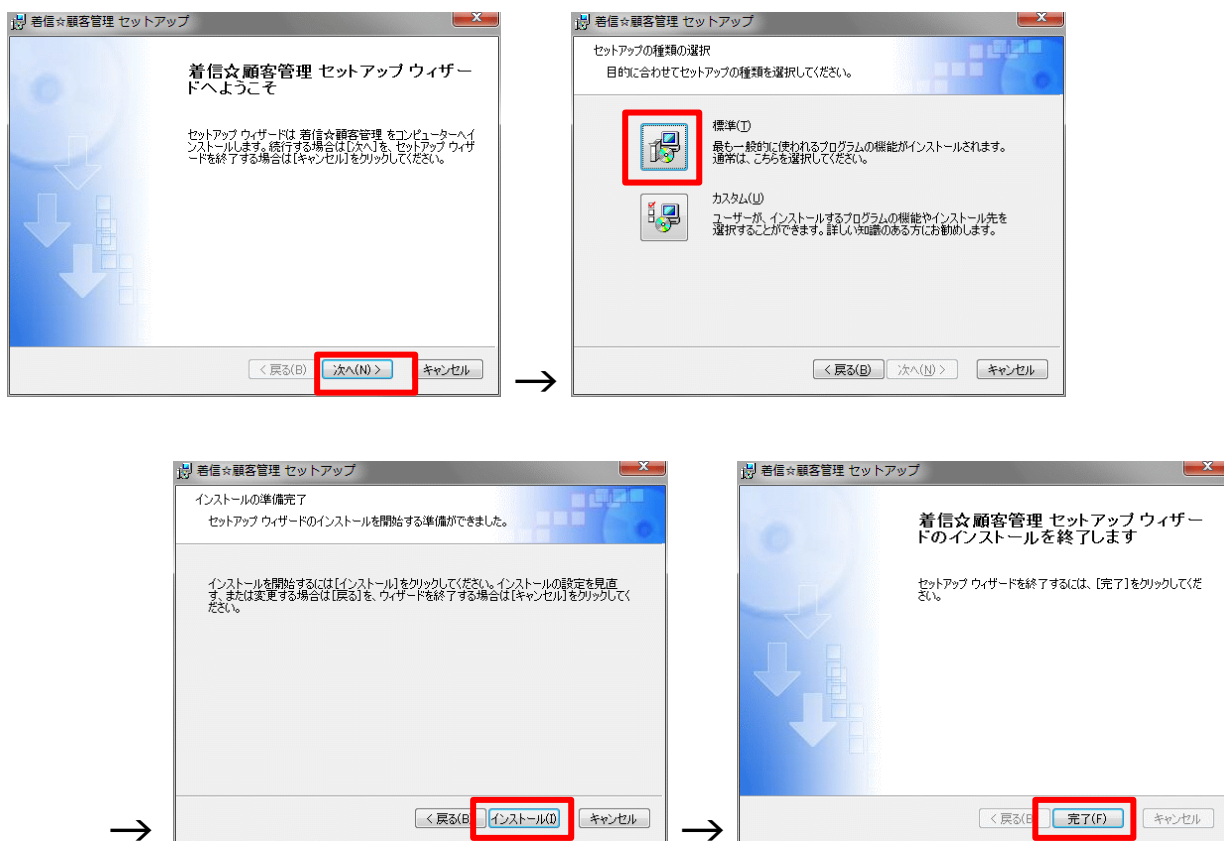 着信☆顧客管理 セットアップ
着信☆顧客管理 セットアップ ウィザー
ドへようこそ
セットアップ ウィザードは 着信☆顧客管理 をコンピューターへイ
ンストールします。続行する場合は[次へ]を、セットアップ ウィザ
ードを終了する場合は[キャンセル]をクリックしてください。
< 戻る(B) 次へ(N) > キャンセル
→
着信☆顧客管理 セットアップ
セットアップの種類の選択
目的に合わせてセットアップの種類を選択してください。
標準(T)
最も一般的に使われるプログラムの機能がインストールされます。
通常は、こちらを選択してください。
カスタム(U)
ユーザーが、インストールするプログラムの機能やインストール先を
選択することができます。詳しい知識のある方にお勧めします。
< 戻る(B) 次へ(N) > キャンセル
→
着信☆顧客管理 セットアップ
インストールの準備完了
セットアップ ウィザードのインストールを開始する準備ができました。
インストールを開始するには[インストール]をクリックしてください。インストールの設定を見直
す、または変更する場合は[戻る]を、ウィザードを終了する場合は[キャンセル]をクリックしてく
ださい。
< 戻る(B インストール(I) キャンセル
→
着信☆顧客管理 セットアップ
着信☆顧客管理 セットアップ ウィザー
ドのインストールを終了します
セットアップ ウィザードを終了するには、[完了]をクリックしてくだ
さい。
< 戻る(B 完了(F) キャンセル